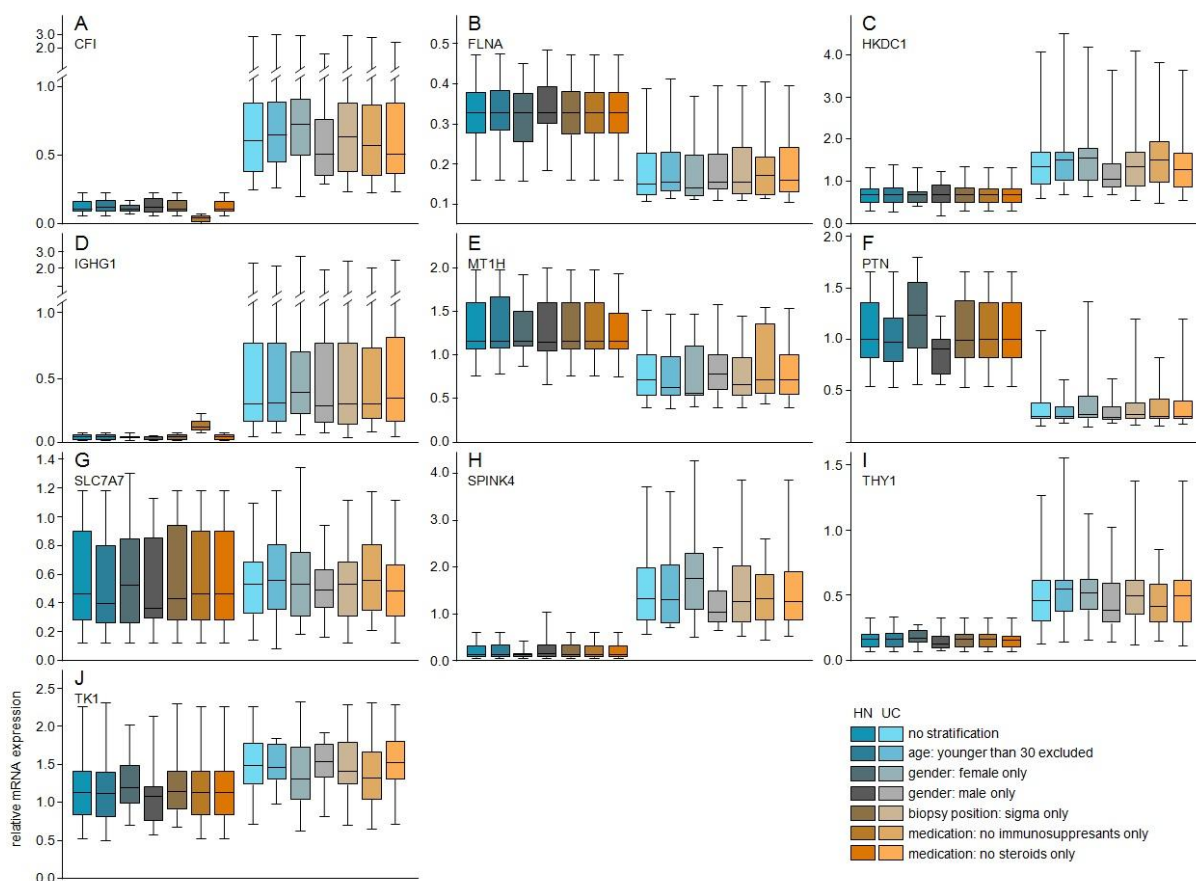 A
CFI
3.0
2.0
1.0
0.5
0.0
B
FLNA
0.5
0.4
0.3
0.2
0.1
C
HKDC1
4.0
3.0
2.0
1.0
0.0
D
IGHG1
3.0
2.0
1.0
0.5
0.0
E
MT1H
2.0
1.5
1.0
0.5
0.0
F
PTN
2.0
1.5
1.0
0.5
G
SLC7A7
1.4
1.2
1.0
0.8
0.6
0.4
0.2
0.0
H
SPINK4
4.0
3.0
2.0
1.0
0.0
I
THY1
1.5
1.0
0.5
0.0
J
TK1
2.5
2.0
1.5
1.0
0.5
0.0
relative mRNA expression
HN UC
no stratification
age: younger than 30 excluded
gender: female only
gender: male only
biopsy position: sigma only
medication: no immunosuppresants only
medication: no steroids only